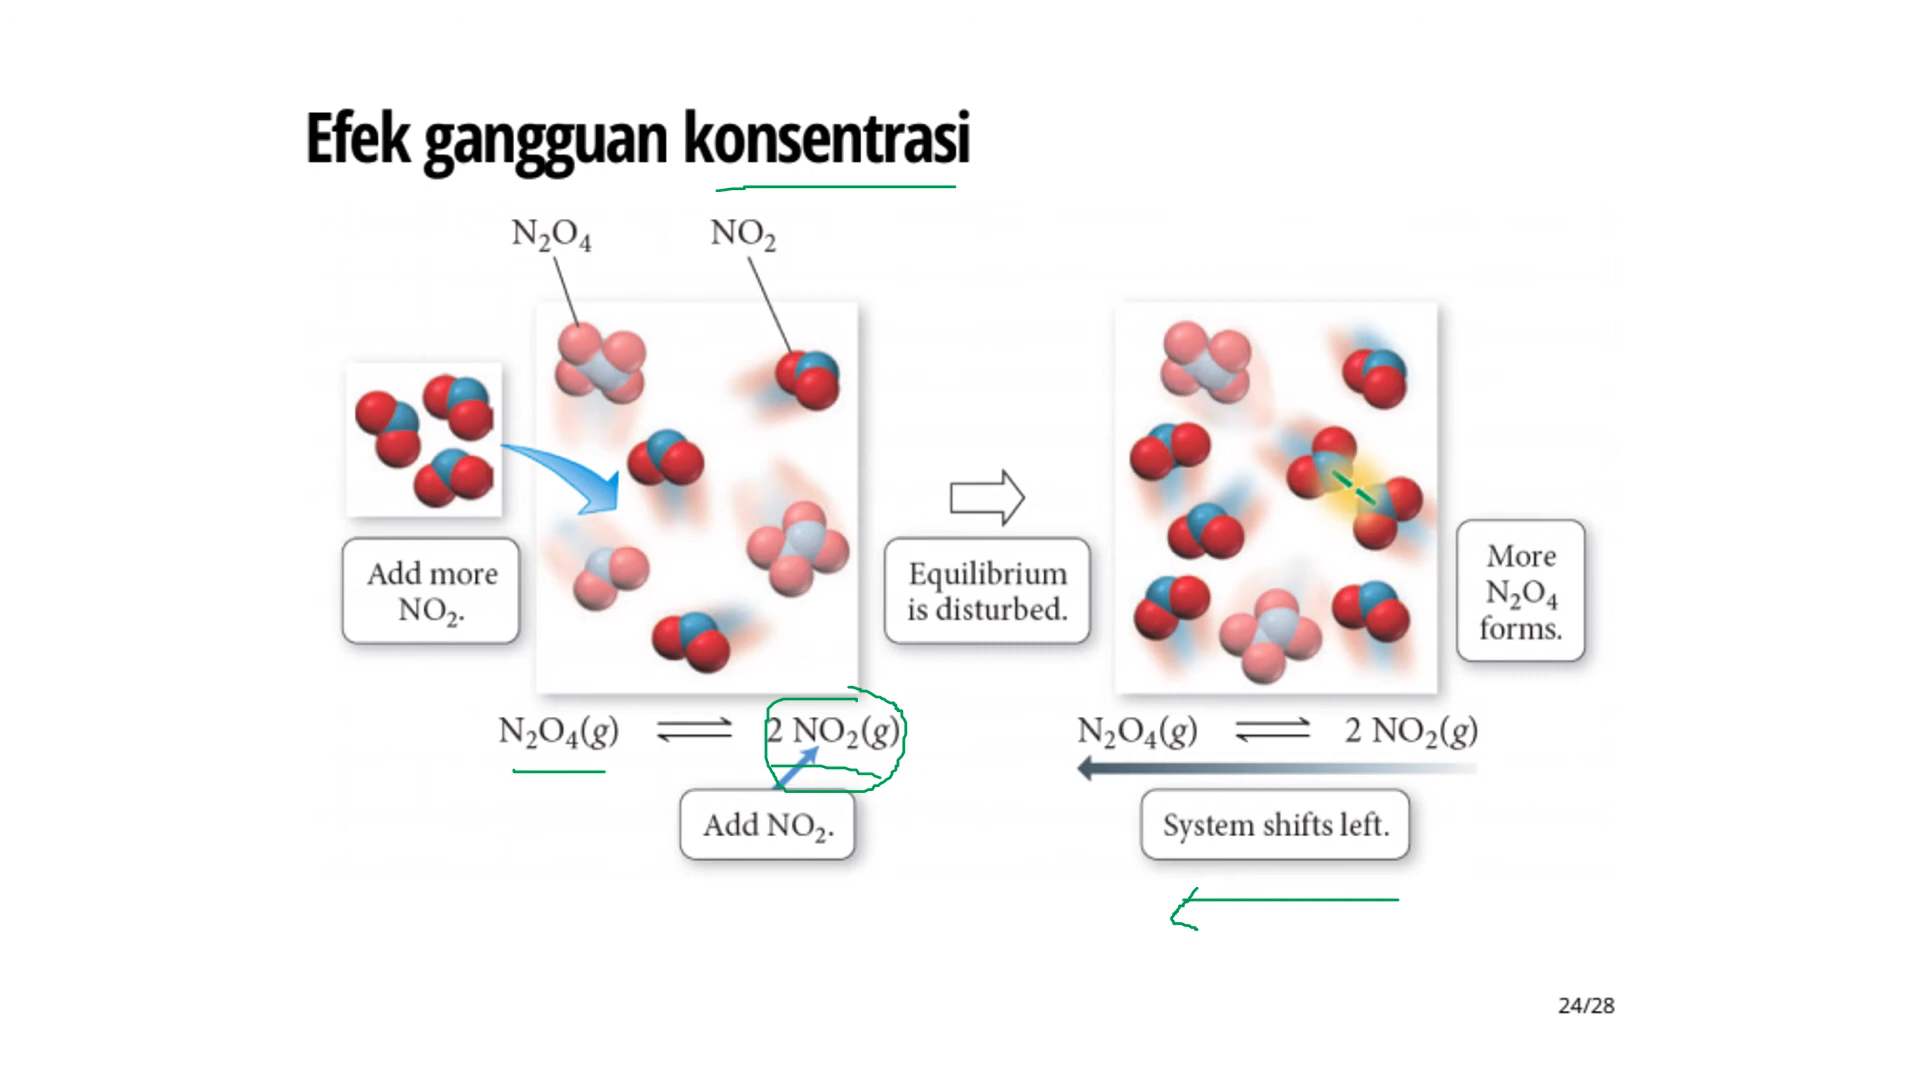 Efek gangguan konsentrasi
N₂O₄ NO₂
Add more
NO₂.
Equilibrium
is disturbed.
More
N₂O₄
forms.
N₂O₄(g) ⇌ 2 NO₂(g)
Add NO₂.
N₂O₄(g) ⇌ 2 NO₂(g)
System shifts left.
24/28